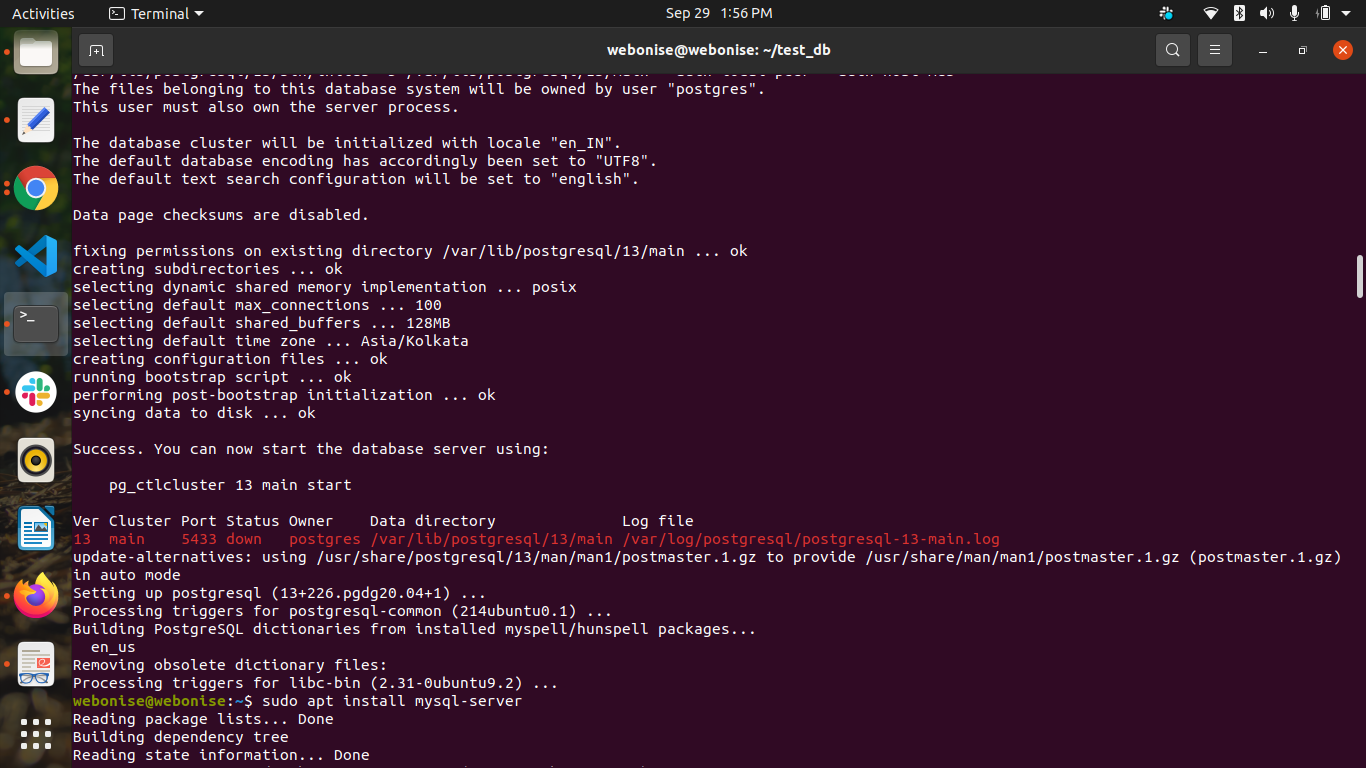 Activities
Terminal
Sep 29 1:56 PM
webonise@webonise: ~/test_db
The files belonging to this database system will be owned by user "postgres".
This user must also own the server process.
The database cluster will be initialized with locale "en_IN".
The default database encoding has accordingly been set to "UTF8".
The default text search configuration will be set to "english".
Data page checksums are disabled.
fixing permissions on existing directory /var/lib/postgresql/13/main ... ok
creating subdirectories ... ok
selecting dynamic shared memory implementation ... posix
selecting default max_connections ... 100
selecting default shared_buffers ... 128MB
selecting default time zone ... Asia/Kolkata
creating configuration files ... ok
running bootstrap script ... ok
performing post-bootstrap initialization ... ok
syncing data to disk ... ok
Success. You can now start the database server using:
pg_ctlcluster 13 main start
Ver Cluster Port Status Owner    Data directory              Log file
13  main    5433 down   postgres /var/lib/postgresql/13/main /var/log/postgresql/postgresql-13-main.log
update-alternatives: using /usr/share/postgresql/13/man/man1/postmaster.1.gz to provide /usr/share/man/man1/postmaster.1.gz (postmaster.1.gz)
in auto mode
Setting up postgresql (13+226.pgdg20.04+1) ...
Processing triggers for postgresql-common (214ubuntu0.1) ...
Building PostgreSQL dictionaries from installed myspell/hunspell packages...
en_us
Removing obsolete dictionary files:
Processing triggers for libc-bin (2.31-0ubuntu9.2) ...
webonise@webonise:~$ sudo apt install mysql-server
Reading package lists... Done
Building dependency tree
Reading state information... Done